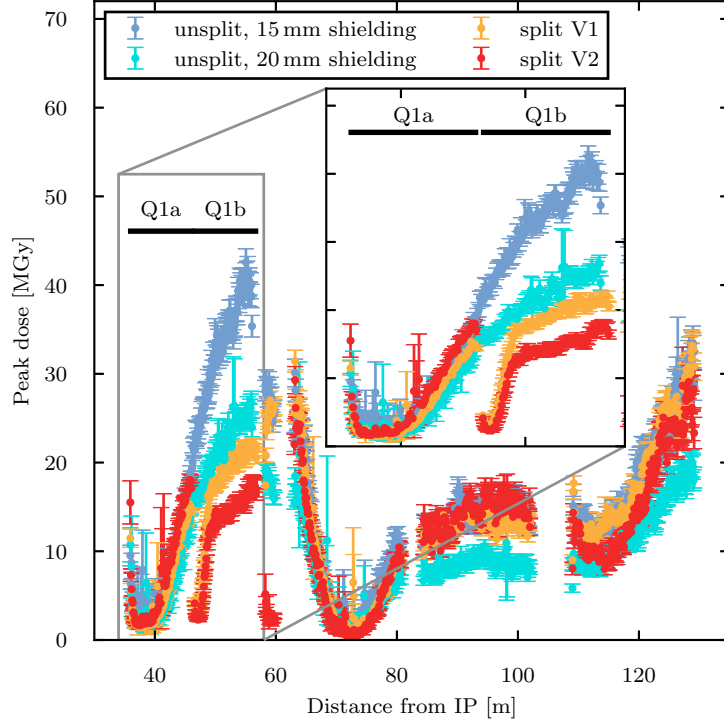 unsplit, 15 mm shielding
split V1
unsplit, 20 mm shielding
split V2
70
60
50
40
30
20
10
0
Peak dose [MGy]
Q1a
Q1b
Q1a
Q1b
40
60
80
100
120
Distance from IP [m]